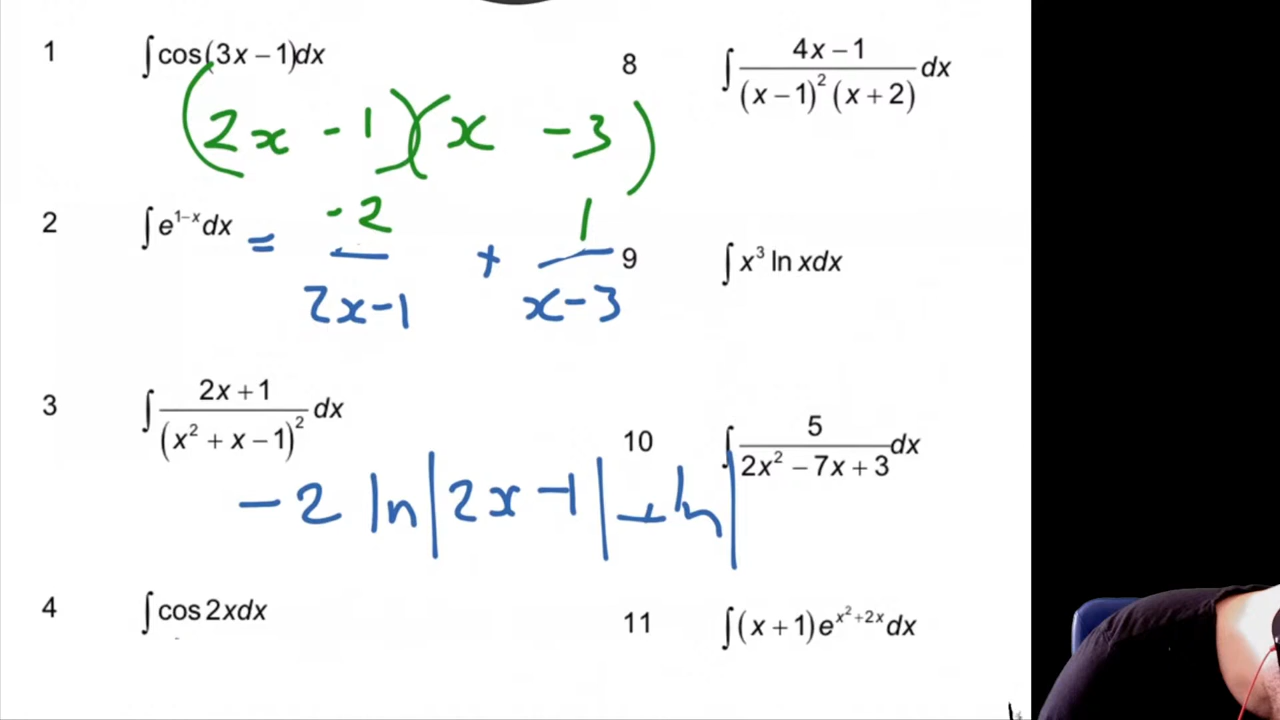 1 ∫cos(3x – 1)dx
(2x - 1)(x - 3)
2 ∫e^{1–x}dx
= -2/(2x-1) + 1/(x-3)
3 ∫(2x + 1)/(x² + x – 1)² dx
-2 ln|2x-1| + ln|
4 ∫cos 2xdx
8 ∫(4x – 1)/((x – 1)² (x + 2)) dx
9 ∫x³ ln xdx
10 ∫5/(2x² – 7x + 3)dx
11 ∫(x + 1)e^{x²+2x}dx